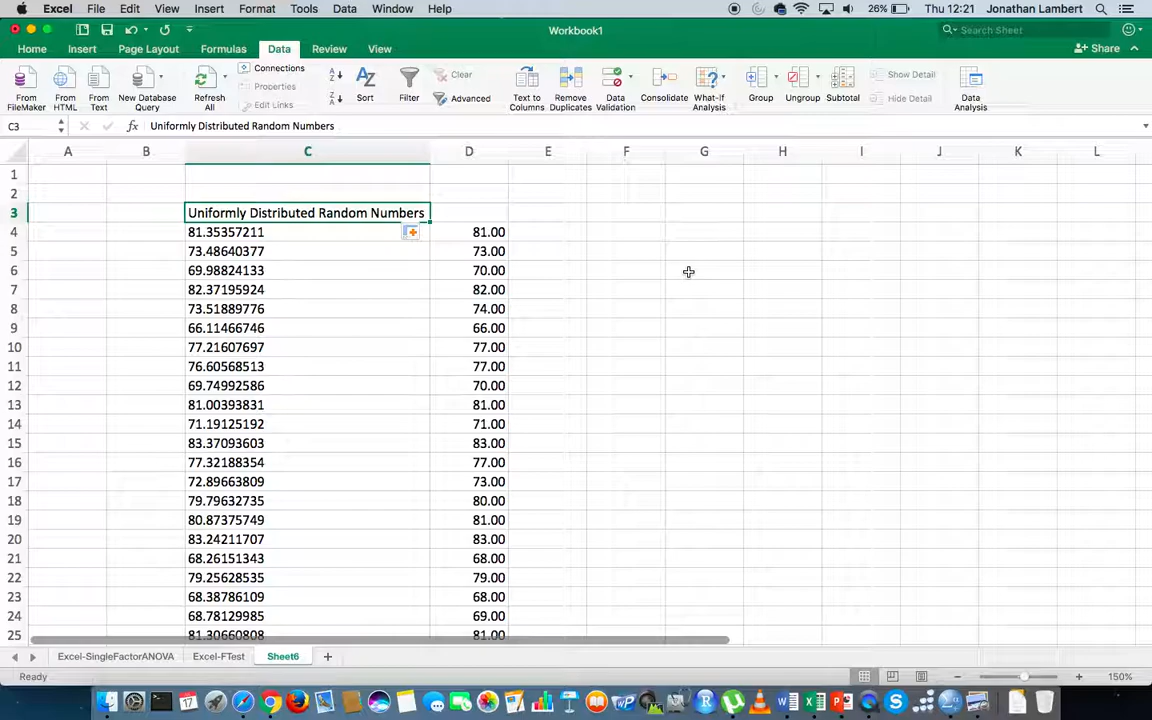 Excel File Edit View Insert Format Tools Data Window Help 26% Thu 12:21 Jonathan Lambert
Workbook1 Search Sheet
Home Insert Page Layout Formulas Data Review View Share
From FileMaker From HTML From Text New Database Query Refresh All Connections Properties Edit Links Sort Filter Clear Advanced Text to Columns Remove Duplicates Data Validation Consolidate What-If Analysis Group Ungroup Subtotal Show Detail Hide Detail Data Analysis
C3 fx Uniformly Distributed Random Numbers
A B C D E F G H I J K L
1
2
3 Uniformly Distributed Random Numbers
4 81.35357211 81.00
5 73.48640377 73.00
6 69.98824133 70.00
7 82.37195924 82.00
8 73.51889776 74.00
9 66.11466746 66.00
10 77.21607697 77.00
11 76.60568513 77.00
12 69.74992586 70.00
13 81.00393831 81.00
14 71.19125192 71.00
15 83.37093603 83.00
16 77.32188354 77.00
17 72.89663809 73.00
18 79.79632735 80.00
19 80.87375749 81.00
20 83.24211707 83.00
21 68.26151343 68.00
22 79.25628535 79.00
23 68.38786109 68.00
24 68.78129985 69.00
25 81.30660808 81.00
Excel-SingleFactorANOVA Excel-FTest Sheet6
Ready 150%